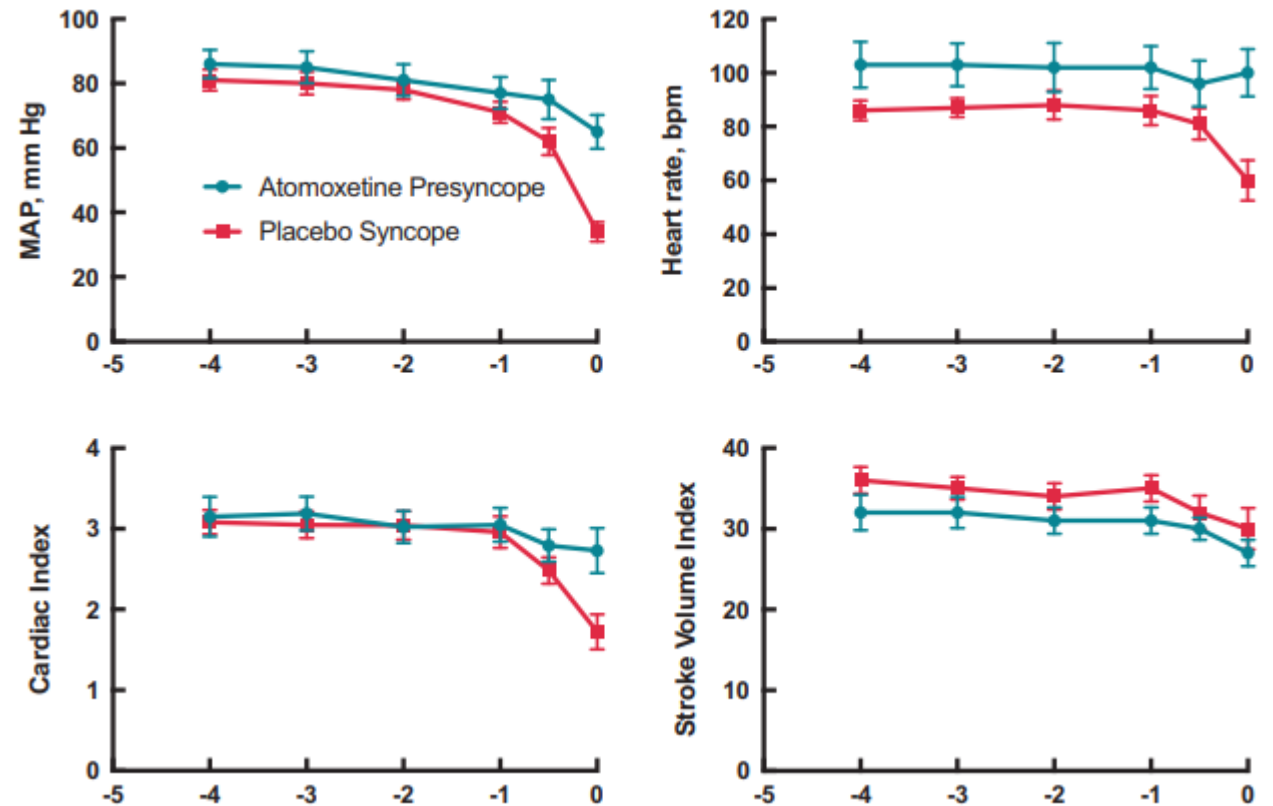 MAP, mm Hg
100
80
60
40
20
0
-5 -4 -3 -2 -1 0
Atomoxetine Presyncope
Placebo Syncope
Heart rate, bpm
120
100
80
60
40
20
0
-5 -4 -3 -2 -1 0
Cardiac Index
4
3
2
1
0
-5 -4 -3 -2 -1 0
Stroke Volume Index
40
30
20
10
0
-5 -4 -3 -2 -1 0